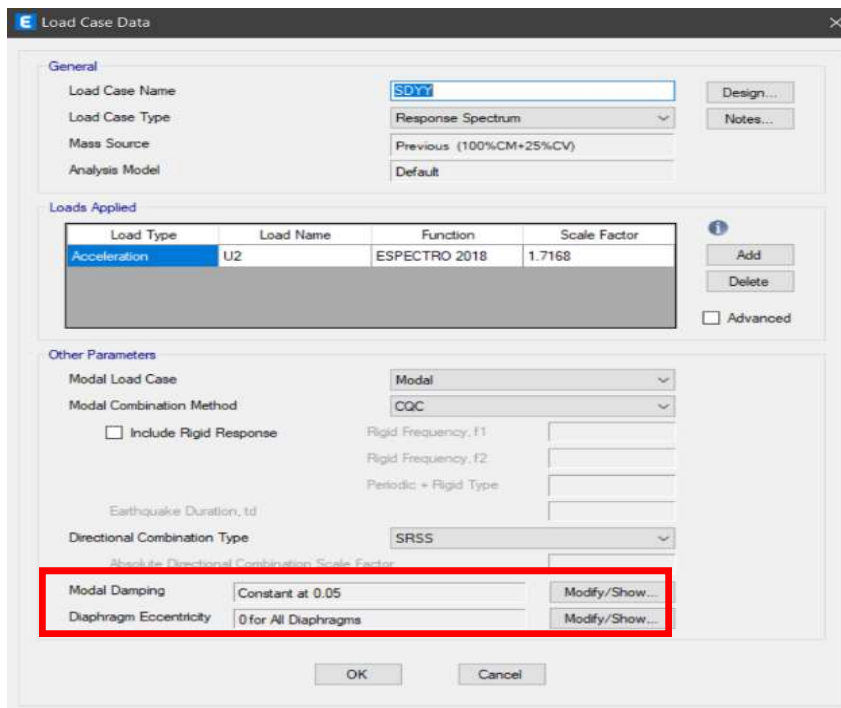 E Load Case Data
General
Load Case Name SDYY Design...
Load Case Type Response Spectrum Notes...
Mass Source Previous (100%CM+25%CV)
Analysis Model Default
Loads Applied
Load Type Load Name Function Scale Factor
Acceleration U2 ESPECTRO 2018 1.7168 Add
Delete
Advanced
Other Parameters
Modal Load Case Modal
Modal Combination Method CQC
Include Rigid Response Rigid Frequency, f1
Rigid Frequency, f2
Periodic + Rigid Type
Earthquake Duration, td
Directional Combination Type SRSS
Absolute Directional Combination Scale Factor
Modal Damping Constant at 0.05 Modify/Show...
Diaphragm Eccentricity 0 for All Diaphragms Modify/Show...
OK Cancel